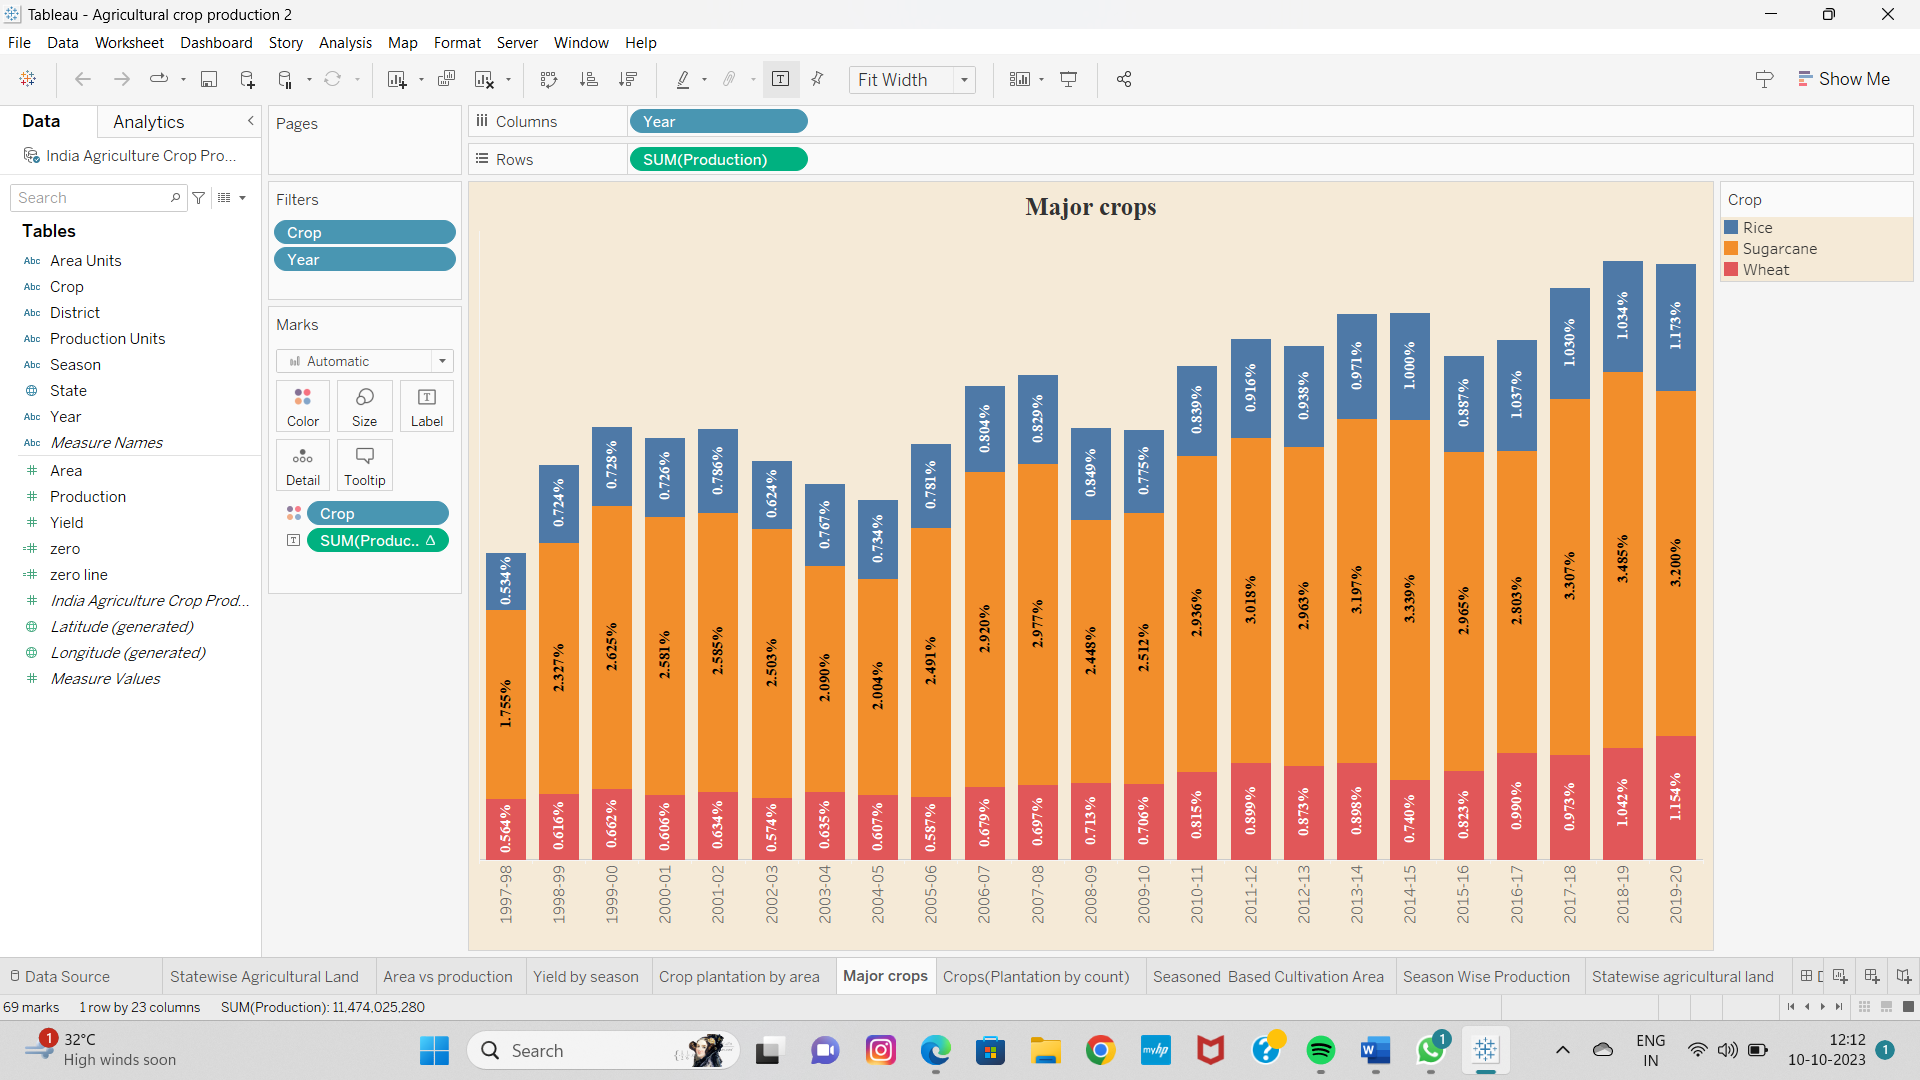 Tableau - Agricultural crop production 2
File Data Worksheet Dashboard Story Analysis Map Format Server Window Help
Fit Width
Show Me
Data Analytics
India Agriculture Crop Pro...
Search
Tables
Abc Area Units
Abc Crop
Abc District
Abc Production Units
Abc Season
State
Abc Year
Abc Measure Names
# Area
# Production
# Yield
=# zero
=# zero line
# India Agriculture Crop Prod...
Latitude (generated)
Longitude (generated)
# Measure Values
Pages
Filters
Crop
Year
Marks
Automatic
Color Size Label
Detail Tooltip
Crop
SUM(Produc.. Δ
Columns Year
Rows SUM(Production)
Major crops
0.534% 0.724% 0.728% 0.726% 0.786% 0.624% 0.767% 0.734% 0.781% 0.804% 0.829% 0.849% 0.775% 0.839% 0.916% 0.938% 0.971% 1.000% 0.887% 1.037% 1.030% 1.034% 1.173%
1.755% 2.327% 2.625% 2.581% 2.585% 2.503% 2.090% 2.004% 2.491% 2.920% 2.977% 2.448% 2.512% 2.936% 3.018% 2.963% 3.197% 3.339% 2.965% 2.803% 3.307% 3.485% 3.200%
0.564% 0.616% 0.662% 0.606% 0.634% 0.574% 0.635% 0.607% 0.587% 0.679% 0.697% 0.713% 0.706% 0.815% 0.899% 0.873% 0.898% 0.740% 0.823% 0.990% 0.973% 1.042% 1.154%
1997-98 1998-99 1999-00 2000-01 2001-02 2002-03 2003-04 2004-05 2005-06 2006-07 2007-08 2008-09 2009-10 2010-11 2011-12 2012-13 2013-14 2014-15 2015-16 2016-17 2017-18 2018-19 2019-20
Crop
Rice
Sugarcane
Wheat
Data Source Statewise Agricultural Land Area vs production Yield by season Crop plantation by area Major crops Crops(Plantation by count) Seasoned Based Cultivation Area Season Wise Production Statewise agricultural land
69 marks 1 row by 23 columns SUM(Production): 11,474,025,280
1 32°C
High winds soon
Search
myhp
1
ENG
IN
12:12
10-10-2023
1